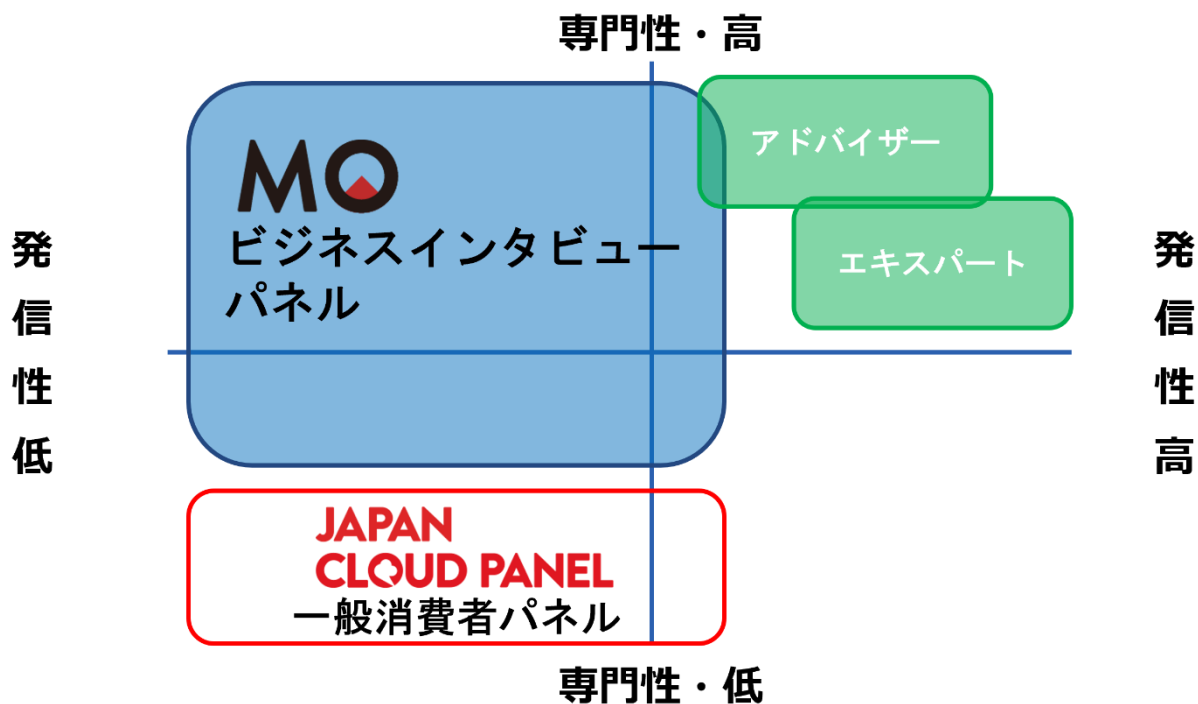 専門性・高
MO
ビジネスインタビュー
パネル
アドバイザー
エキスパート
発信性低
発信性高
JAPAN
CLOUD PANEL
一般消費者パネル
専門性・低